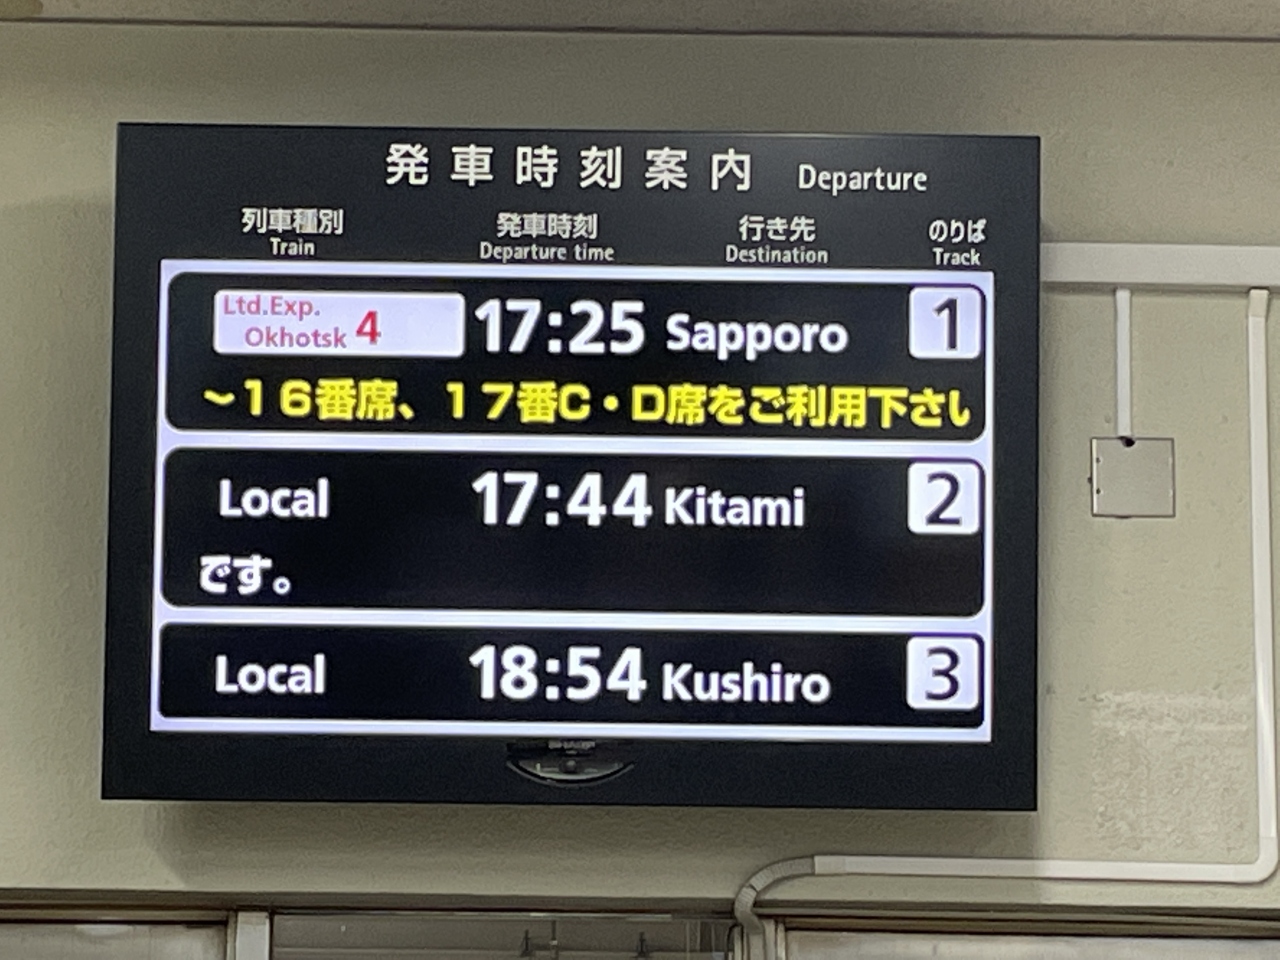 発車時刻案内 Departure
列車種別 発車時刻 行き先 のりば
Train Departure time Destination Track
Ltd.Exp.
Okhotsk 4 17:25 Sapporo 1
～１６番席、１７番C・D席をご利用下さい
Local 17:44 Kitami 2
です。
Local 18:54 Kushiro 3
SHARP